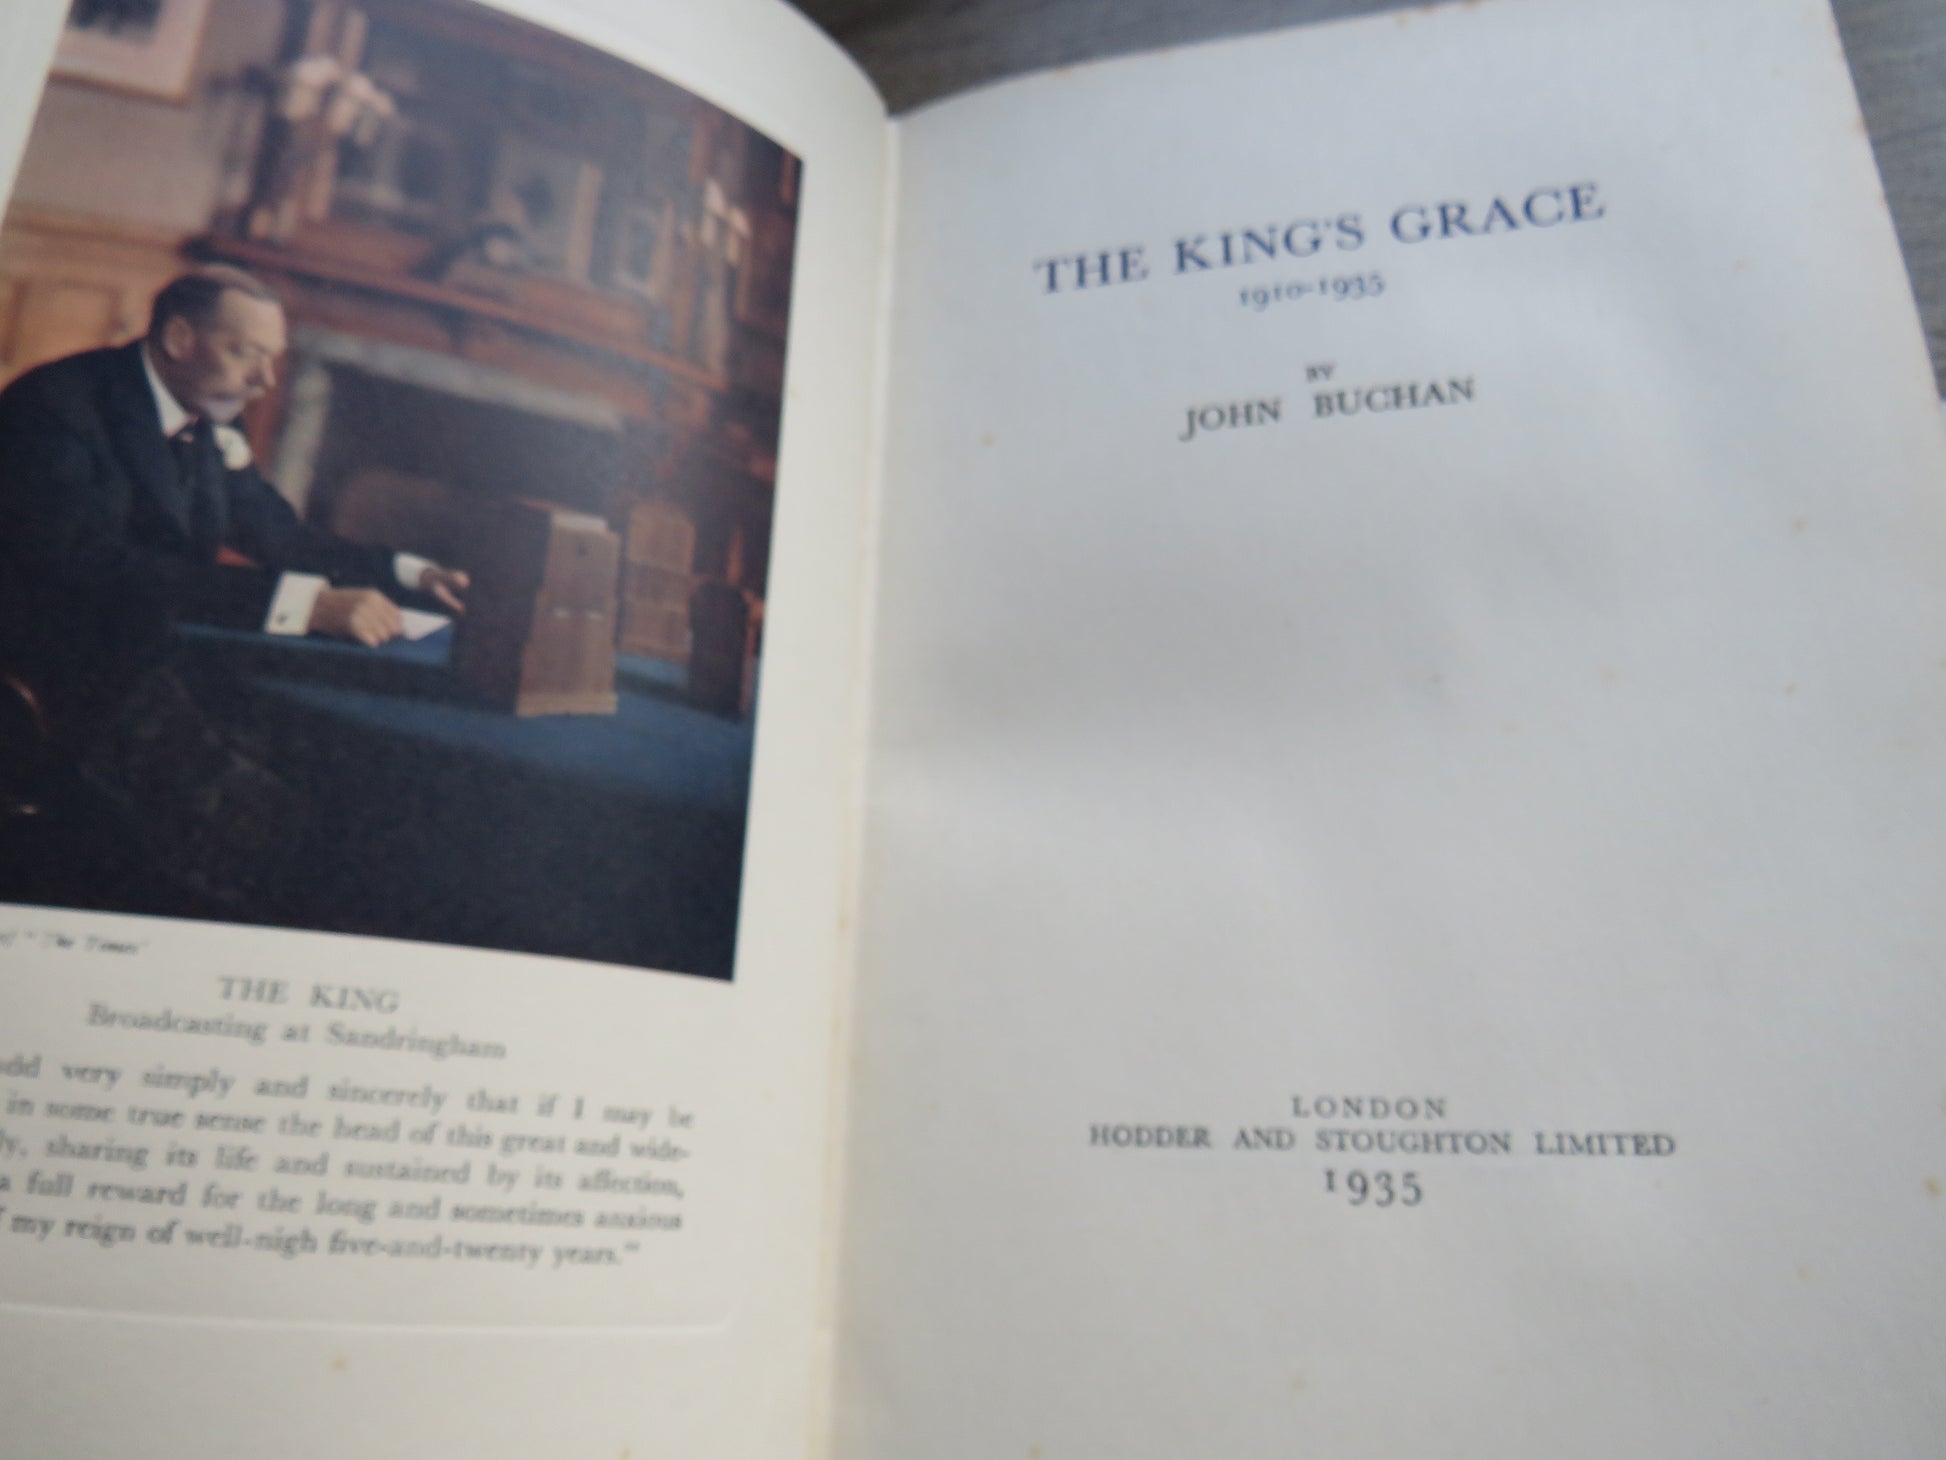 "The Times"
THE KING
Broadcasting at Sandringham
add very simply and sincerely that if I may be
in some true sense the head of this great and wide-
sharing its life and sustained by its affection,
a full reward for the long and sometimes anxious
my reign of well-nigh five-and-twenty years."
THE KING'S GRACE
1910-1935
BY
JOHN BUCHAN
LONDON
HODDER AND STOUGHTON LIMITED
1935